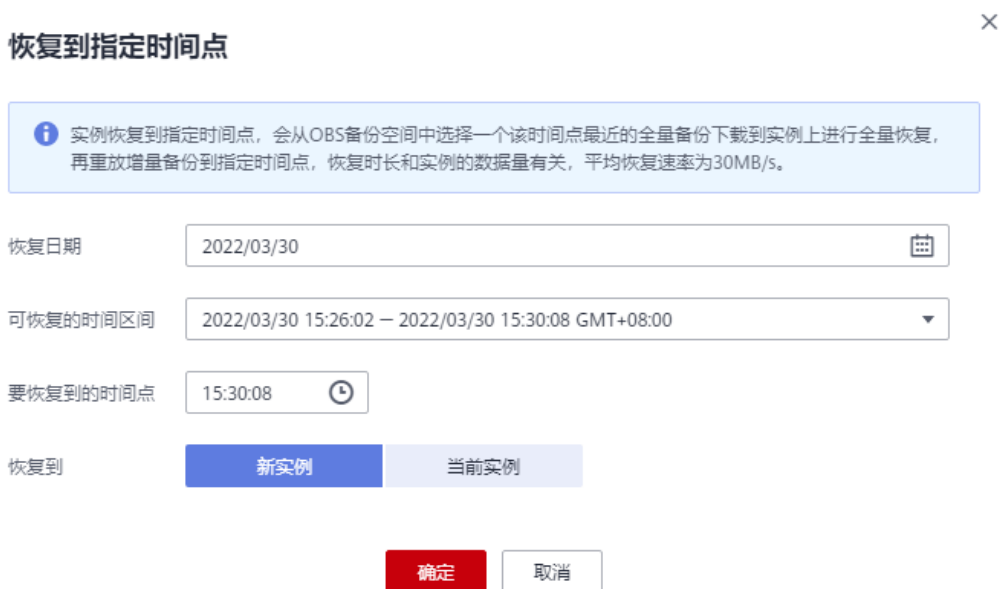 恢复到指定时间点
实例恢复到指定时间点，会从OBS备份空间中选择一个该时间点最近的全量备份下载到实例上进行全量恢复，
再重放增量备份到指定时间点，恢复时长和实例的数据量有关，平均恢复速率为30MB/s。
恢复日期 2022/03/30
可恢复的时间区间 2022/03/30 15:26:02 — 2022/03/30 15:30:08 GMT+08:00
要恢复到的时间点 15:30:08
恢复到 新实例 当前实例
确定 取消